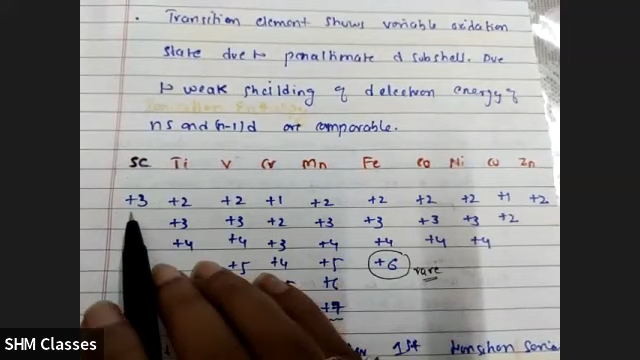 . Transition element shows variable oxidation
state due to penaltimate d subshell. Due
to weak sheilding of d electron energy of
ns and (n-1)d are comparable.
SC Ti V Cr Mn Fe Co Ni Cu Zn
+3 +2 +2 +1 +2 +2 +2 +2 +1 +2
+3 +3 +2 +3 +3 +3 +3 +2
+4 +4 +3 +4 +4 +4 +4
+5 +4 +5 +6 rare
+6
+7
1st transition series
SHM Classes